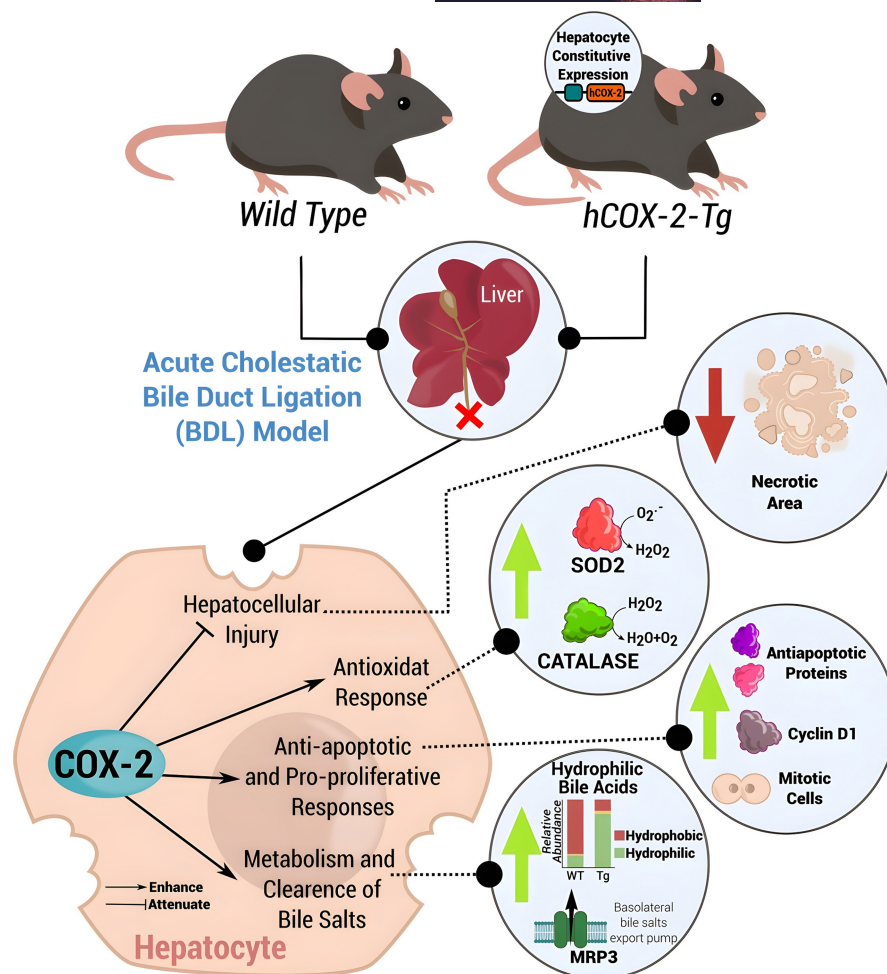 Hepatocyte
Constitutive
Expression
hCOX-2
Wild Type
hCOX-2-Tg
Liver
Acute Cholestatic
Bile Duct Ligation
(BDL) Model
Necrotic
Area
O₂·⁻
H₂O₂
SOD2
H₂O₂
H₂O+O₂
CATALASE
Hepatocellular
Injury
Antioxidat
Response
Antiapoptotic
Proteins
Cyclin D1
Mitotic
Cells
COX-2
Anti-apoptotic
and Pro-proliferative
Responses
Hydrophilic
Bile Acids
Relative
Abundance
Hydrophobic
Hydrophilic
WT Tg
Metabolism and
Clearence of
Bile Salts
Enhance
Attenuate
Basolateral
bile salts
export pump
MRP3
Hepatocyte